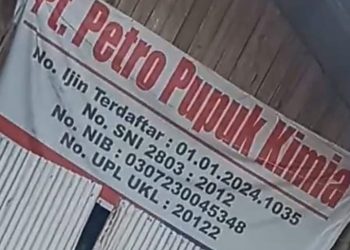 Pt. Petro Pupuk Kimia
No. Ijin Terdaftar : 01.01.2024.1035
No. SNI 2803 : 2012
No. NIB : 0307230045348
No. UPL UKL : 20122